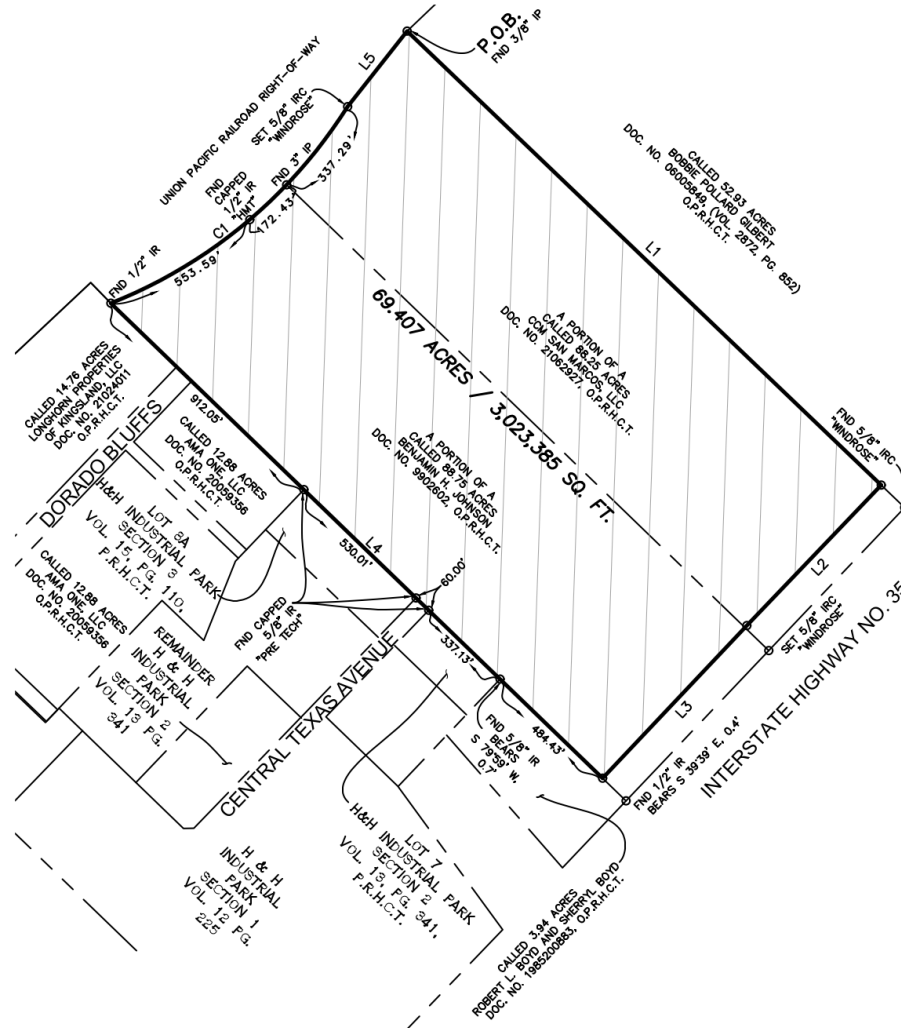 P.O.B.
FND 3/8" IP
L5
UNION PACIFIC RAILROAD RIGHT-OF-WAY
SET 5/8" IRC
"WINDROSE"
337.29'
FND 3" IP
172.43'
FND
CAPPED
1/2" IR
"HMT"
C1
553.59'
FND 1/2" IR
CALLED 52.93 ACRES
BOBBIE POLLARD GILBERT
DOC. NO. 06005849, (VOL. 2872, PG. 852)
O.P.R.H.C.T.
L1
69.407 ACRES // 3,023,385 SQ. FT.
A PORTION OF A
CALLED 88.25 ACRES
CCM SAN MARCOS, LLC
DOC. NO. 21062927, O.P.R.H.C.T.
A PORTION OF A
CALLED 88.75 ACRES
BENJAMIN H. JOHNSON
DOC. NO. 9902602, O.P.R.H.C.T.
FND 5/8" IRC
"WINDROSE"
L2
SET 5/8" IRC
"WINDROSE"
INTERSTATE HIGHWAY NO. 35
L3
FND 1/2" IR
BEARS S 39°39' E, 0.4'
CALLED 14.76 ACRES
LONGHORN PROPERTIES
OF KINGSLAND, LLC
DOC. NO. 21024011
O.P.R.H.C.T.
912.05'
DORADO BLUFFS
CALLED 12.88 ACRES
AMA ONE, LLC
DOC. NO. 20059356
O.P.R.H.C.T.
LOT 8A
H&H INDUSTRIAL PARK
SECTION 3
VOL. 15, PG. 110,
P.R.H.C.T.
L4
530.01'
60.00'
CALLED 12.88 ACRES
AMA ONE, LLC
DOC. NO. 20059356
O.P.R.H.C.T.
FND CAPPED
5/8" IR
"PRE TECH"
337.13'
REMAINDER
H & H
INDUSTRIAL
PARK
SECTION 2
VOL. 13 PG.
341
CENTRAL TEXAS AVENUE
FND 5/8" IR
BEARS
S 79°59' W.
0.7'
484.43'
H & H
INDUSTRIAL
PARK
SECTION 1
VOL. 12 PG.
225
LOT 7
H&H INDUSTRIAL PARK
SECTION 2
VOL. 13, PG. 341,
P.R.H.C.T.
CALLED 3.94 ACRES
ROBERT L. BOYD AND SHERRYL BOYD
DOC. NO. 1985200883, O.P.R.H.C.T.